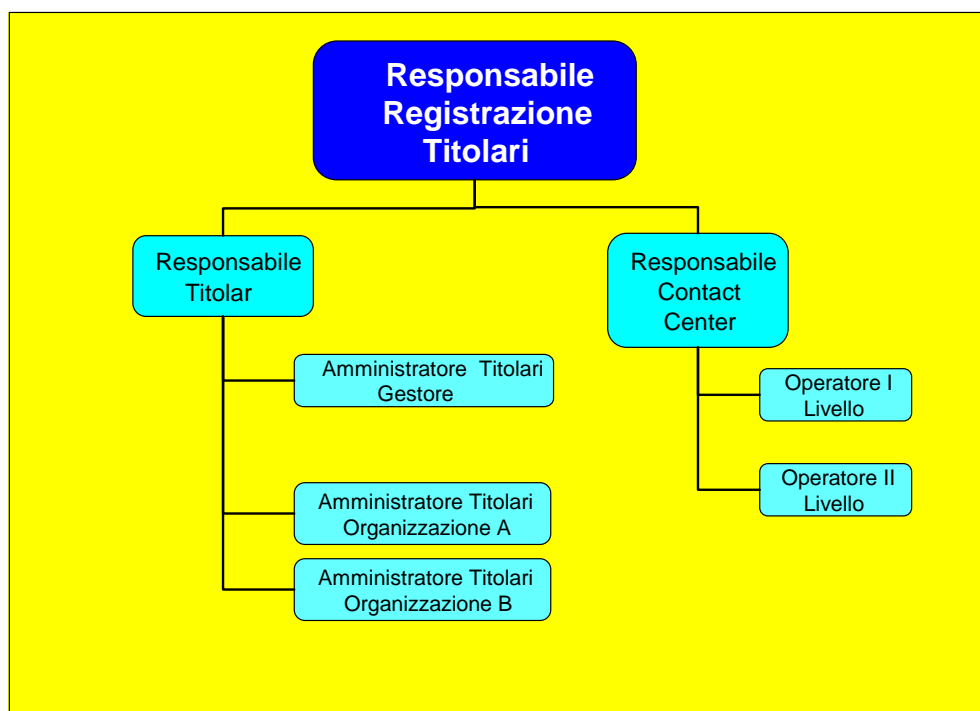 Responsabile
Registrazione
Titolari
Responsabile
Titolar
Amministratore Titolari
Gestore
Amministratore Titolari
Organizzazione A
Amministratore Titolari
Organizzazione B
Responsabile
Contact
Center
Operatore I
Livello
Operatore II
Livello